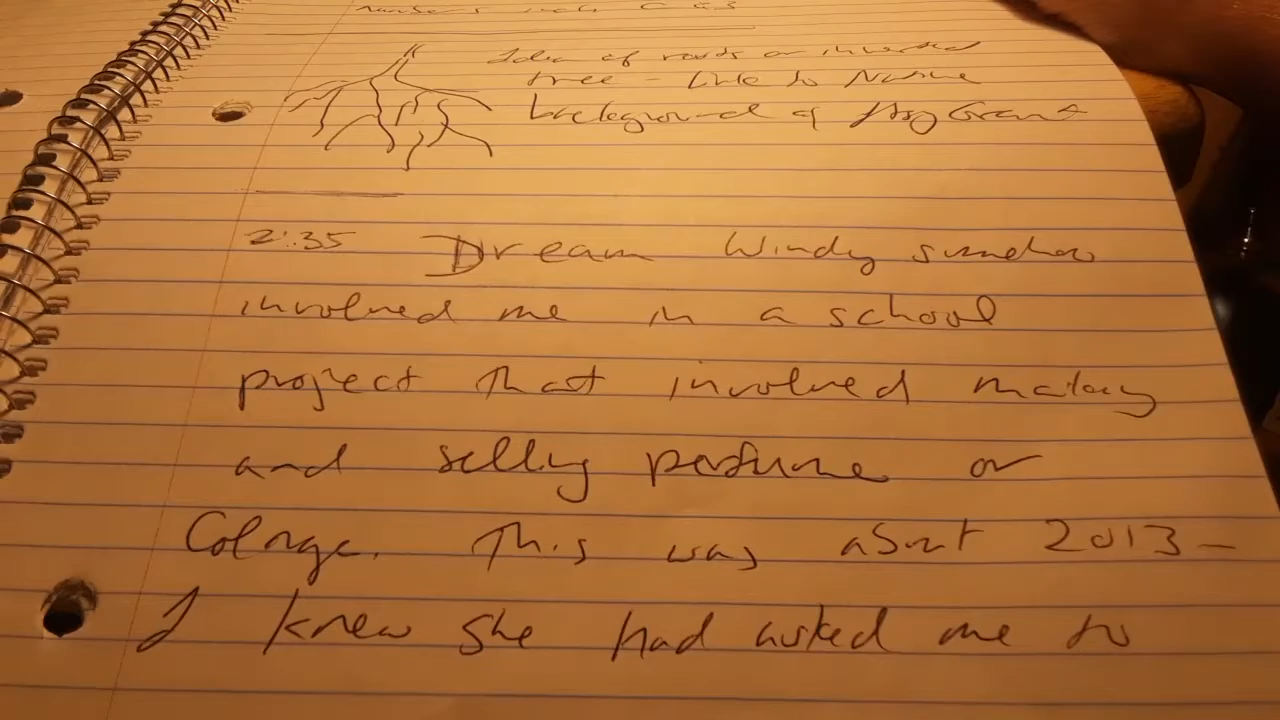 Idea of roots or inverted
tree - Link to Native
background of Grant
2:35 Dream Windy somehow
involved me in a school
project that involved making
and selling perfume or
Cologne. This was about 2013-
I knew she had asked me to